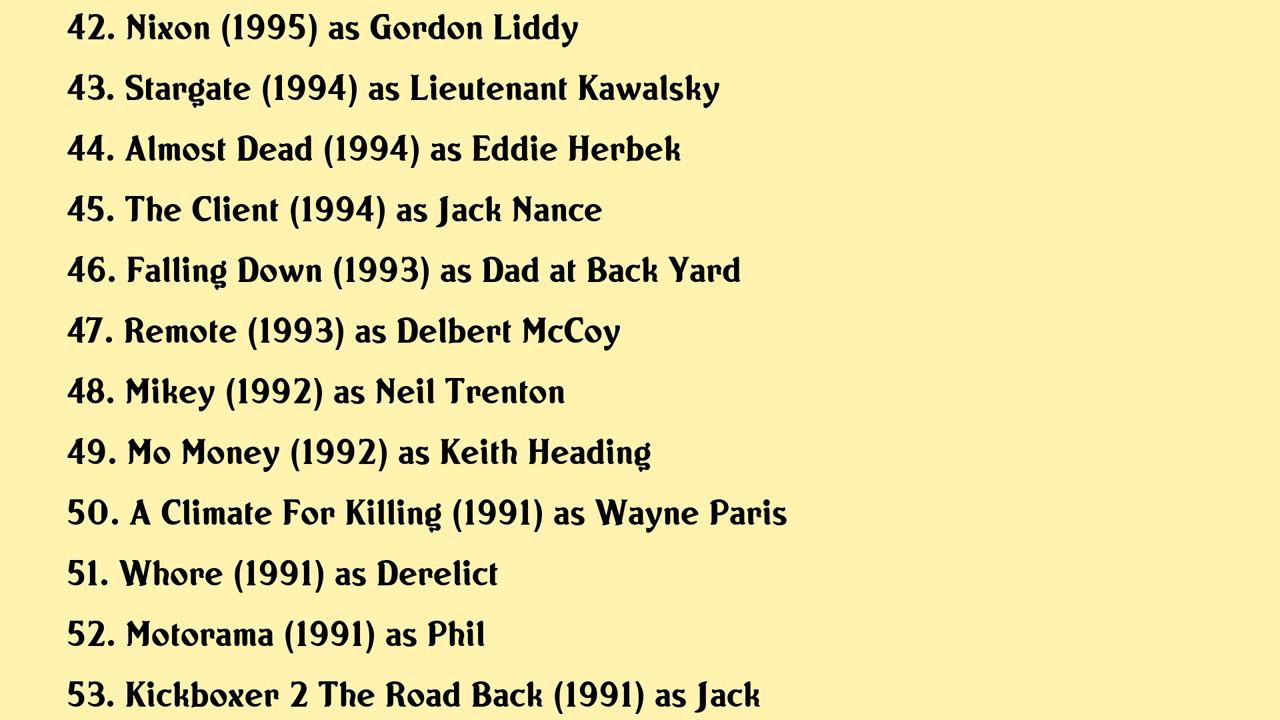 42. Nixon (1995) as Gordon Liddy
43. Stargate (1994) as Lieutenant Kawalsky
44. Almost Dead (1994) as Eddie Herbek
45. The Client (1994) as Jack Nance
46. Falling Down (1993) as Dad at Back Yard
47. Remote (1993) as Delbert McCoy
48. Mikey (1992) as Neil Trenton
49. Mo Money (1992) as Keith Heading
50. A Climate For Killing (1991) as Wayne Paris
51. Whore (1991) as Derelict
52. Motorama (1991) as Phil
53. Kickboxer 2 The Road Back (1991) as Jack